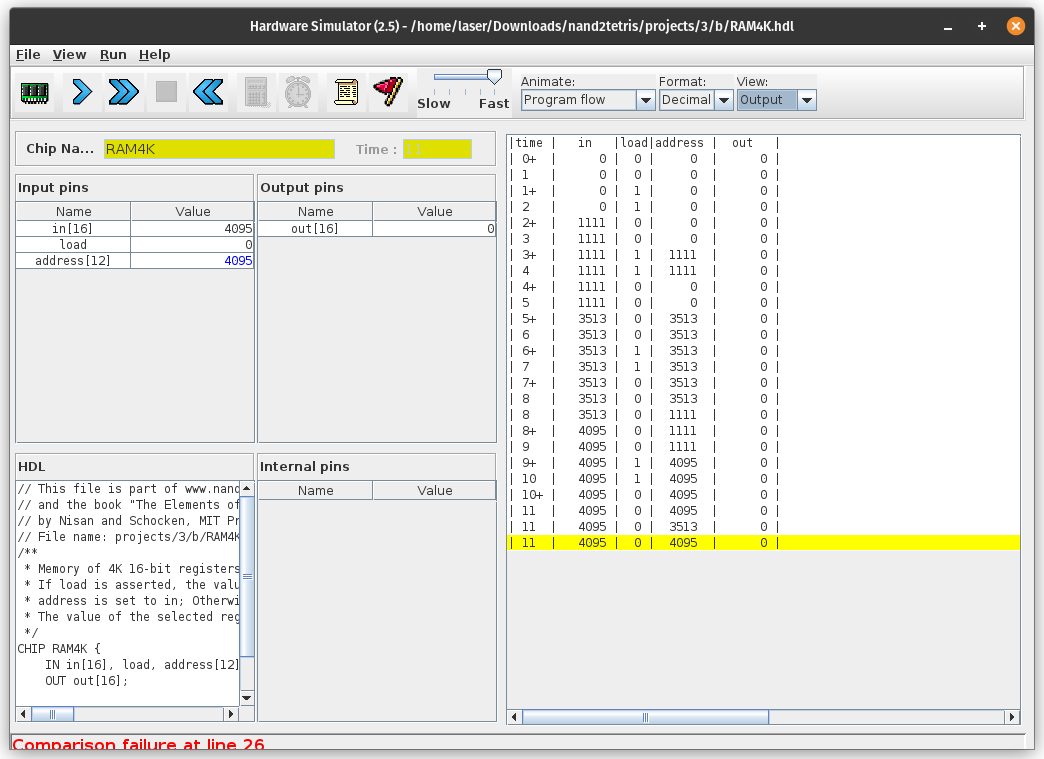 Hardware Simulator (2.5) - /home/laser/Downloads/nand2tetris/projects/3/b/RAM4K.hdl
File View Run Help
Animate: Format: View:
Slow Fast Program flow Decimal Output
Chip Na... RAM4K Time : 11
Input pins Output pins
Name Value Name Value
in[16] 4095 out[16] 0
load 0
address[12] 4095
HDL Internal pins
Name Value
// This file is part of www.nand
// and the book "The Elements of
// by Nisan and Schocken, MIT Pr
// File name: projects/3/b/RAM4K
/**
* Memory of 4K 16-bit registers
* If load is asserted, the valu
* address is set to in; Otherwi
* The value of the selected reg
*/
CHIP RAM4K {
IN in[16], load, address[12]
OUT out[16];
|time | in |load|address | out |
| 0+ | 0 | 0 | 0 | 0 |
| 1 | 0 | 0 | 0 | 0 |
| 1+ | 0 | 1 | 0 | 0 |
| 2 | 0 | 1 | 0 | 0 |
| 2+ | 1111 | 0 | 0 | 0 |
| 3 | 1111 | 0 | 0 | 0 |
| 3+ | 1111 | 1 | 1111 | 0 |
| 4 | 1111 | 1 | 1111 | 0 |
| 4+ | 1111 | 0 | 0 | 0 |
| 5 | 1111 | 0 | 0 | 0 |
| 5+ | 3513 | 0 | 3513 | 0 |
| 6 | 3513 | 0 | 3513 | 0 |
| 6+ | 3513 | 1 | 3513 | 0 |
| 7 | 3513 | 1 | 3513 | 0 |
| 7+ | 3513 | 0 | 3513 | 0 |
| 8 | 3513 | 0 | 3513 | 0 |
| 8 | 3513 | 0 | 1111 | 0 |
| 8+ | 4095 | 0 | 1111 | 0 |
| 9 | 4095 | 0 | 1111 | 0 |
| 9+ | 4095 | 1 | 4095 | 0 |
| 10 | 4095 | 1 | 4095 | 0 |
| 10+ | 4095 | 0 | 4095 | 0 |
| 11 | 4095 | 0 | 4095 | 0 |
| 11 | 4095 | 0 | 3513 | 0 |
| 11 | 4095 | 0 | 4095 | 0 |
Comparison failure at line 26